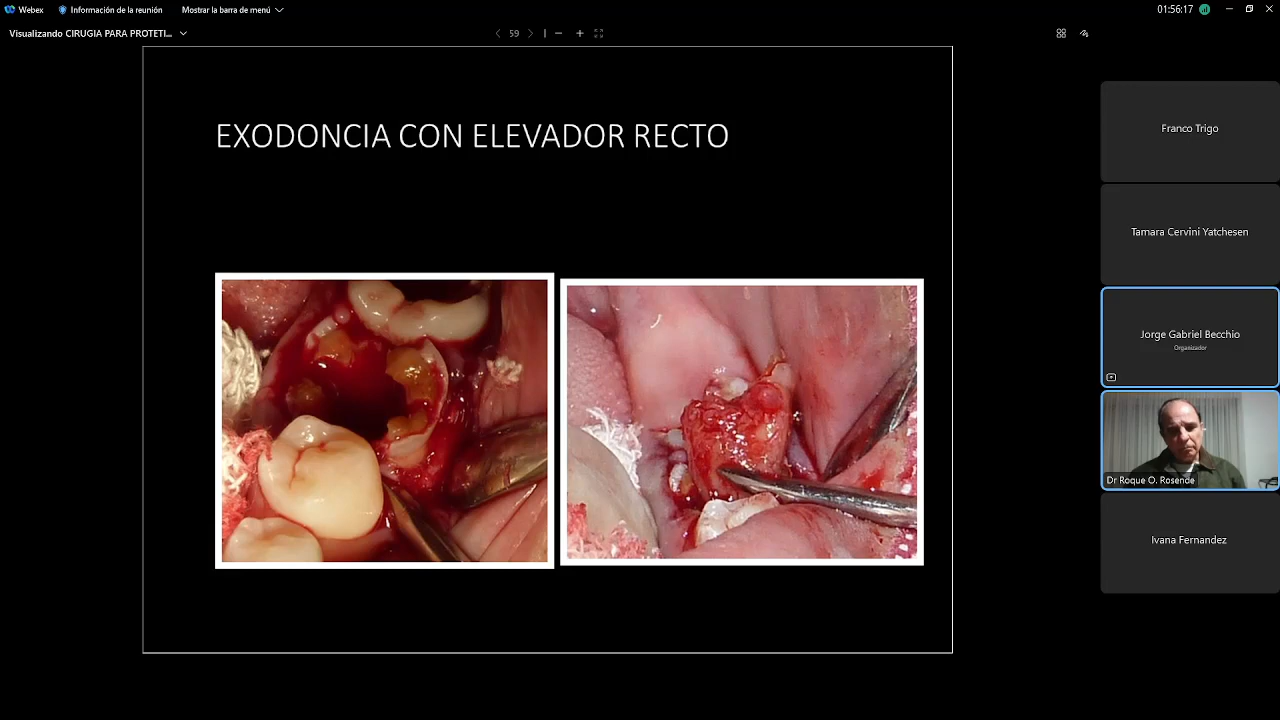 Webex
Información de la reunión
Mostrar la barra de menú
01:56:17
Visualizando CIRUGIA PARA PROTETI...
59
EXODONCIA CON ELEVADOR RECTO
Franco Trigo
Tamara Cervini Yatchesen
Jorge Gabriel Becchio
Organizador
Dr Roque O. Rosende
Ivana Fernandez